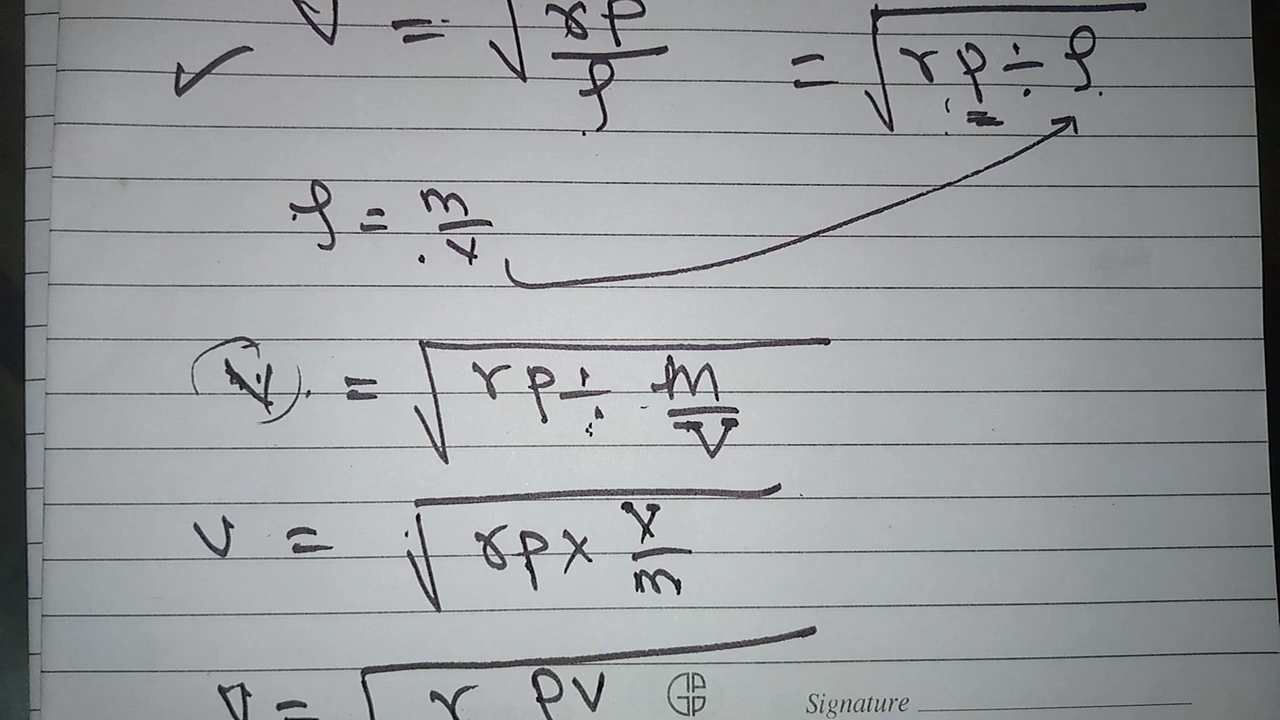 ✓ V = √(γP/ρ) = √(γP ÷ ρ)
ρ = m/v
V = √(γP ÷ m/V)
v = √(γP × V/m)
V = √(γ PV
Signature